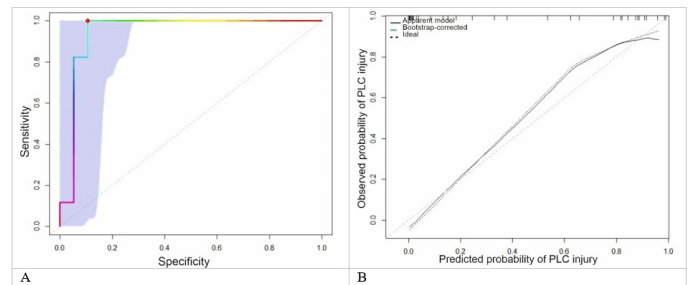 1.0
0.8
0.6
0.4
0.2
0.0
Sensitivity
0.0 0.2 0.4 0.6 0.8 1.0
Specificity
A
Apparent model
Bootstrap-corrected
Ideal
1.0
0.8
0.6
0.4
0.2
0.0
Observed probability of PLC injury
0.0 0.2 0.4 0.6 0.8 1.0
Predicted probability of PLC injury
B